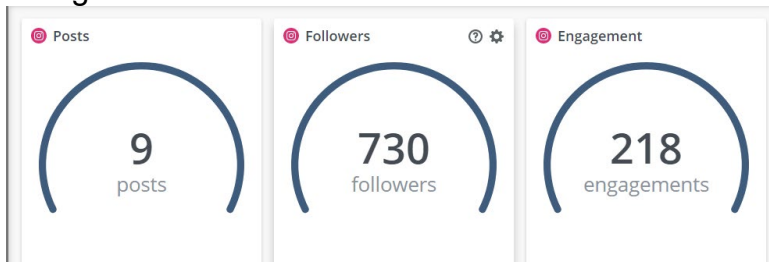 Posts
9
posts
Followers
730
followers
Engagement
218
engagements